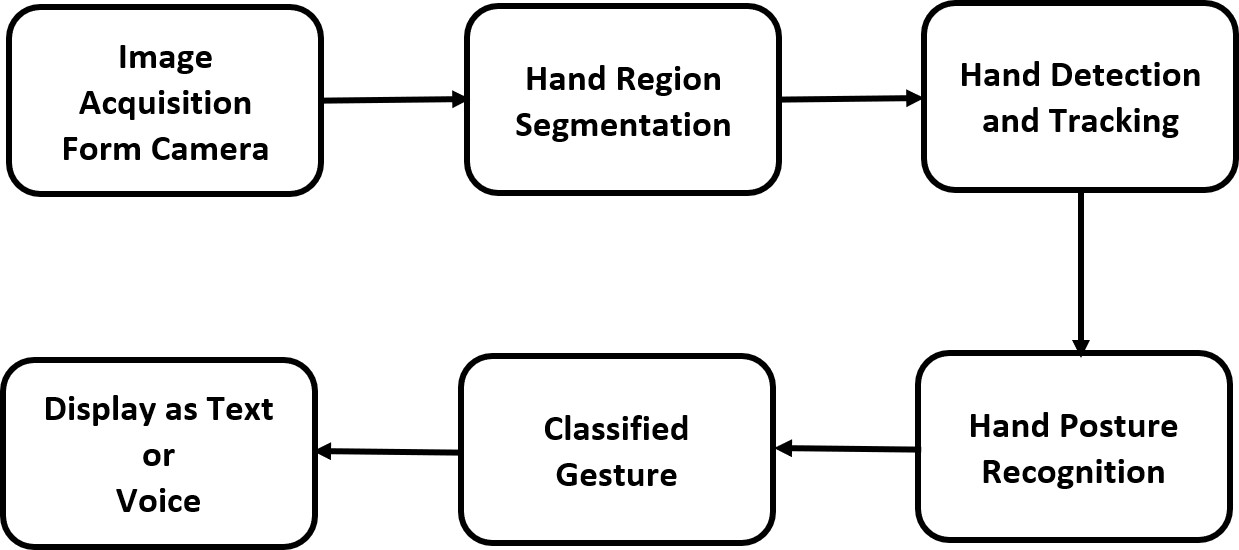 Image
Acquisition
Form Camera
Hand Region
Segmentation
Hand Detection
and Tracking
Hand Posture
Recognition
Classified
Gesture
Display as Text
or
Voice